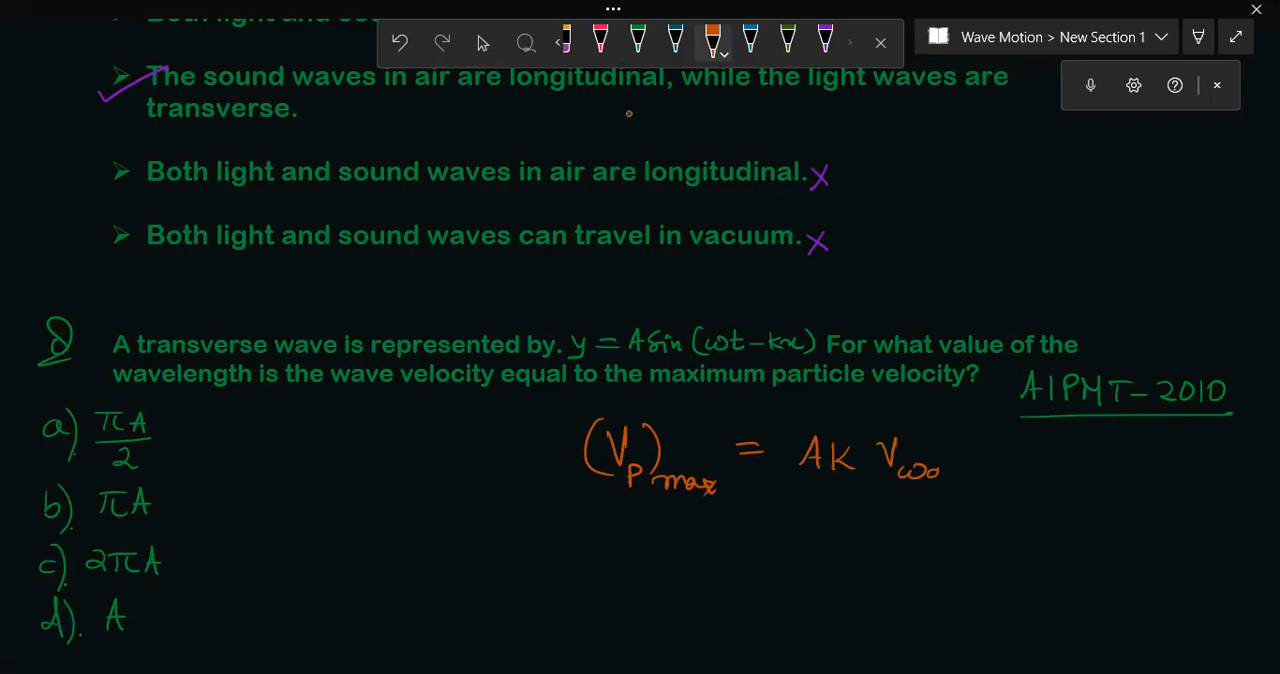 Wave Motion > New Section 1
The sound waves in air are longitudinal, while the light waves are
transverse.
Both light and sound waves in air are longitudinal. x
Both light and sound waves can travel in vacuum. x
Q A transverse wave is represented by. y = A sin (ωt - kx) For what value of the
wavelength is the wave velocity equal to the maximum particle velocity?
AIPMT - 2010
a) πA/2
b). πA
c). 2πA
d). A
(Vp)max = AK Vω